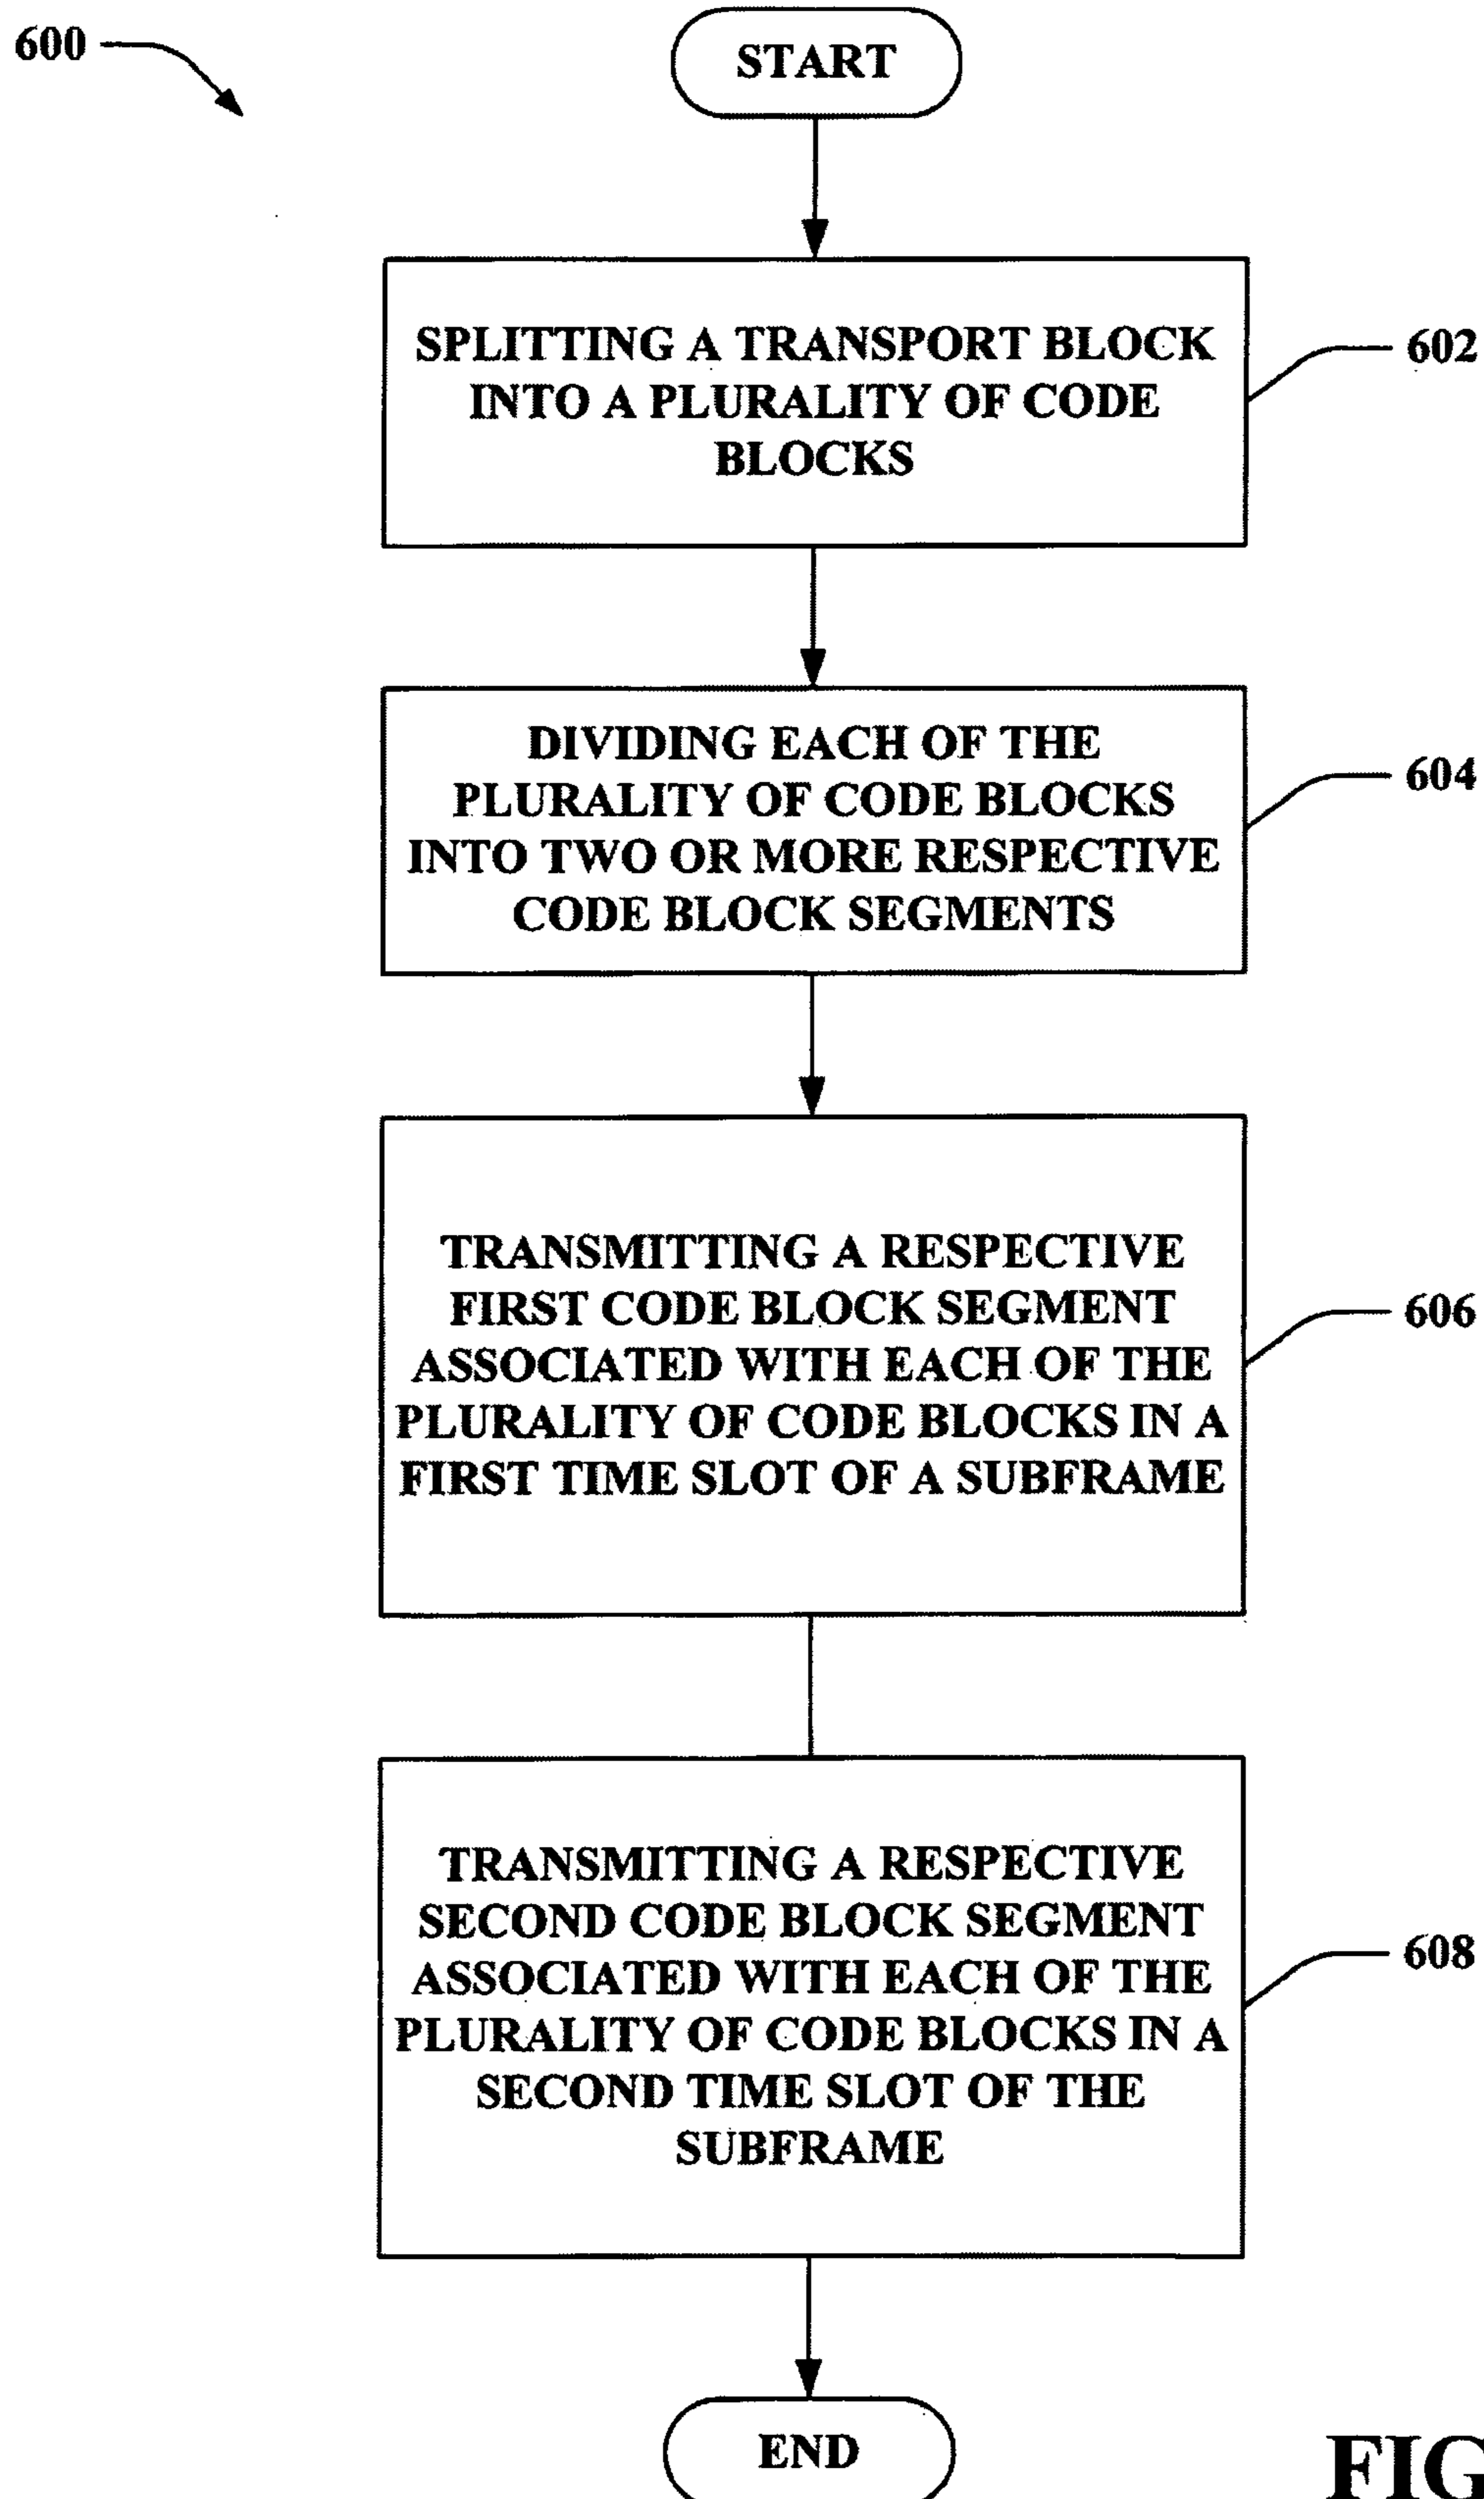 600
START
SPLITTING A TRANSPORT BLOCK
INTO A PLURALITY OF CODE
BLOCKS
602
DIVIDING EACH OF THE
PLURALITY OF CODE BLOCKS
INTO TWO OR MORE RESPECTIVE
CODE BLOCK SEGMENTS
604
TRANSMITTING A RESPECTIVE
FIRST CODE BLOCK SEGMENT
ASSOCIATED WITH EACH OF THE
PLURALITY OF CODE BLOCKS IN A
FIRST TIME SLOT OF A SUBFRAME
606
TRANSMITTING A RESPECTIVE
SECOND CODE BLOCK SEGMENT
ASSOCIATED WITH EACH OF THE
PLURALITY OF CODE BLOCKS IN A
SECOND TIME SLOT OF THE
SUBFRAME
608
END
FIG